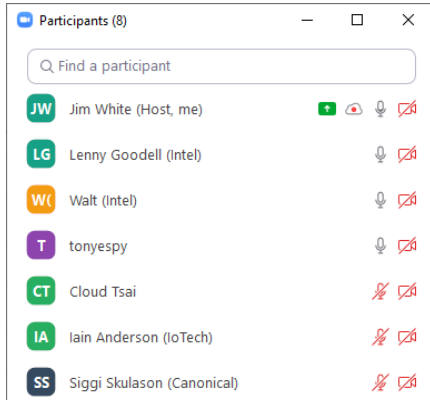 Participants (8)
Find a participant
JW Jim White (Host, me)
LG Lenny Goodell (Intel)
W( Walt (Intel)
T tonyespy
CT Cloud Tsai
IA Iain Anderson (IoTech)
SS Siggi Skulason (Canonical)